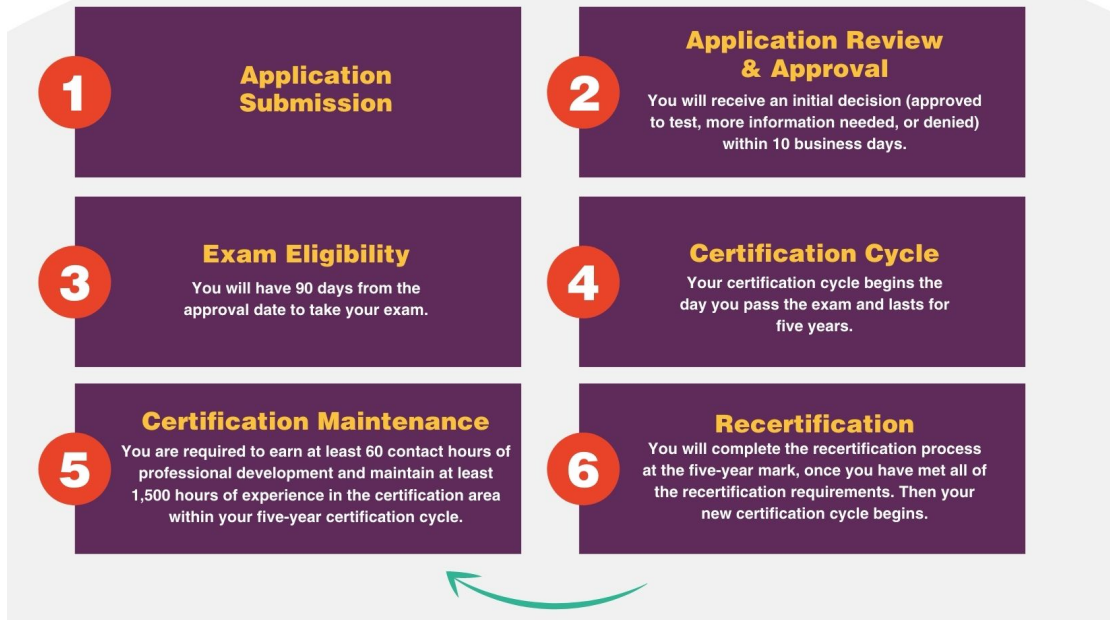 1
Application
Submission
2
Application Review
& Approval
You will receive an initial decision (approved
to test, more information needed, or denied)
within 10 business days.
3
Exam Eligibility
You will have 90 days from the
approval date to take your exam.
4
Certification Cycle
Your certification cycle begins the
day you pass the exam and lasts for
five years.
5
Certification Maintenance
You are required to earn at least 60 contact hours of
professional development and maintain at least
1,500 hours of experience in the certification area
within your five-year certification cycle.
6
Recertification
You will complete the recertification process
at the five-year mark, once you have met all of
the recertification requirements. Then your
new certification cycle begins.